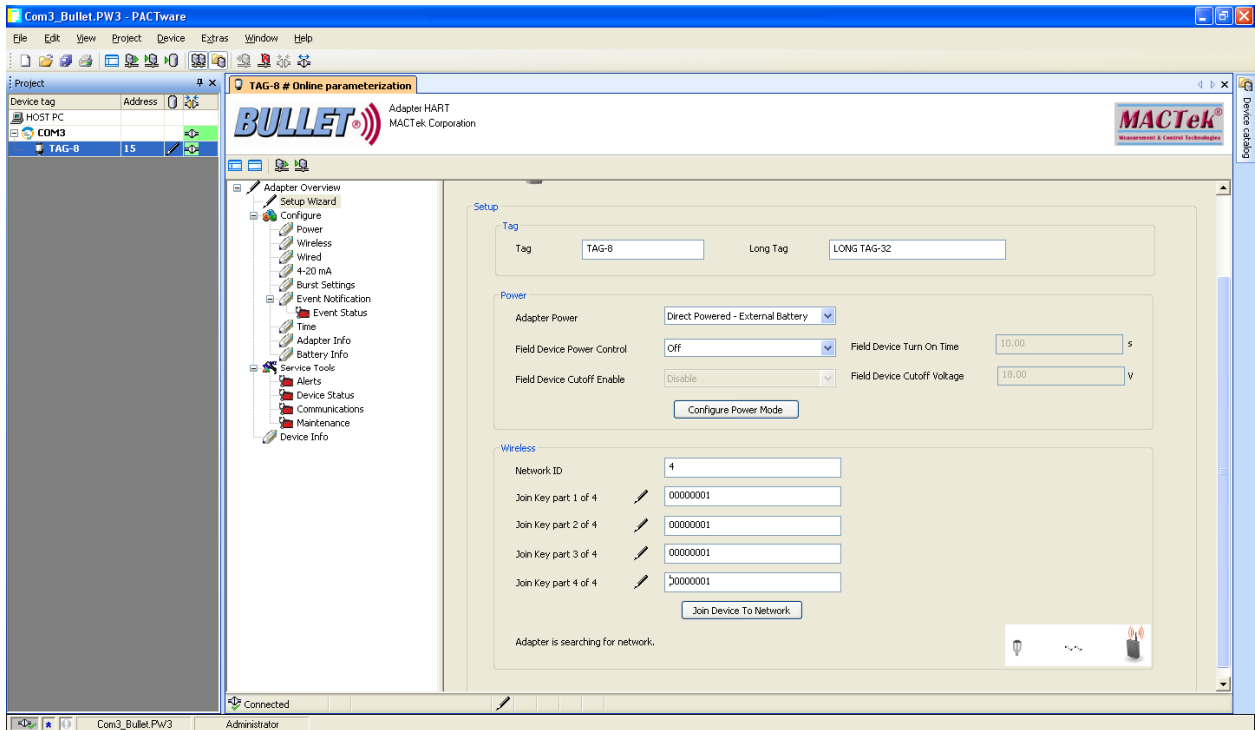 Com3_Bullet.PW3 - PACTware
File Edit View Project Device Extras Window Help
Project
Device tag Address
HOST PC
COM3
TAG-8 15
TAG-8 # Online parameterization
BULLET®
Adapter HART
MACTek Corporation
MACTek®
Measurement & Control Technologies
Device catalog
Adapter Overview
Setup Wizard
Configure
Power
Wireless
Wired
4-20 mA
Burst Settings
Event Notification
Event Status
Time
Adapter Info
Battery Info
Service Tools
Alerts
Device Status
Communications
Maintenance
Device Info
Setup
Tag
Tag TAG-8 Long Tag LONG TAG-32
Power
Adapter Power Direct Powered - External Battery
Field Device Power Control Off Field Device Turn On Time 10.00 s
Field Device Cutoff Enable Disable Field Device Cutoff Voltage 18.00 V
Configure Power Mode
Wireless
Network ID 4
Join Key part 1 of 4 00000001
Join Key part 2 of 4 00000001
Join Key part 3 of 4 00000001
Join Key part 4 of 4 00000001
Join Device To Network
Adapter is searching for network.
Connected
Com3_Bullet.PW3 Administrator